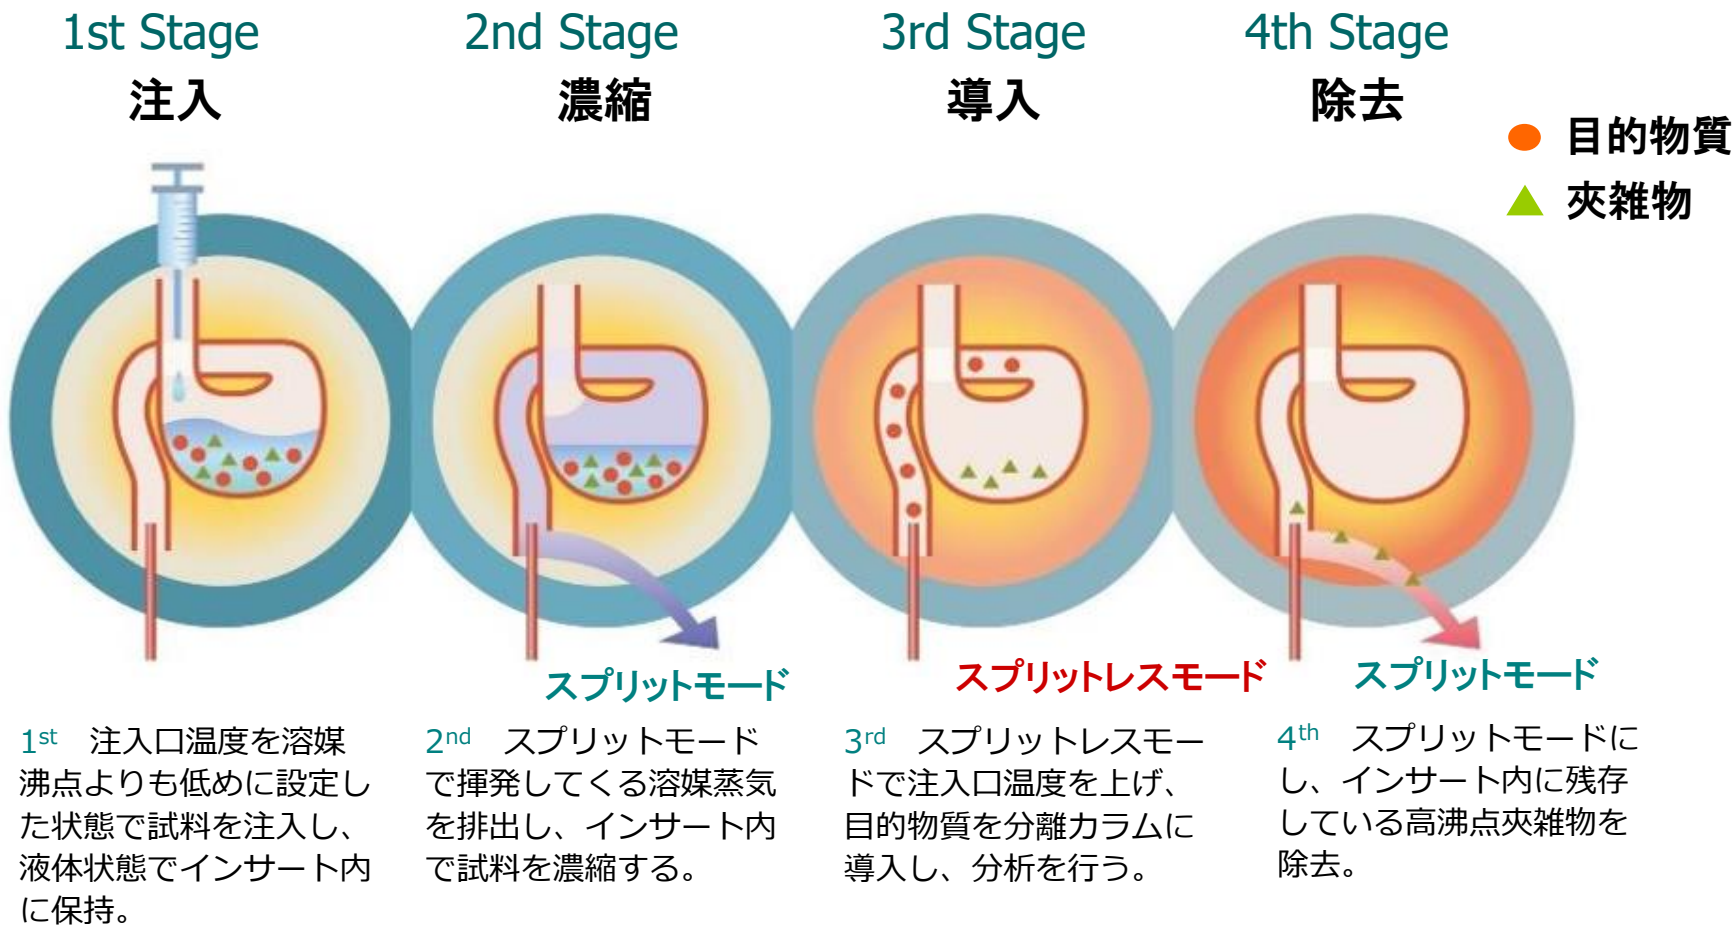 1st Stage
注入
2nd Stage
濃縮
3rd Stage
導入
4th Stage
除去
目的物質
夾雑物
スプリットモード
スプリットレスモード
スプリットモード
1st 注入口温度を溶媒
沸点よりも低めに設定し
た状態で試料を注入し、
液体状態でインサート内
に保持。
2nd スプリットモード
で揮発してくる溶媒蒸気
を排出し、インサート内
で試料を濃縮する。
3rd スプリットレスモー
ドで注入口温度を上げ、
目的物質を分離カラムに
導入し、分析を行う。
4th スプリットモードに
し、インサート内に残存
している高沸点夾雑物を
除去。